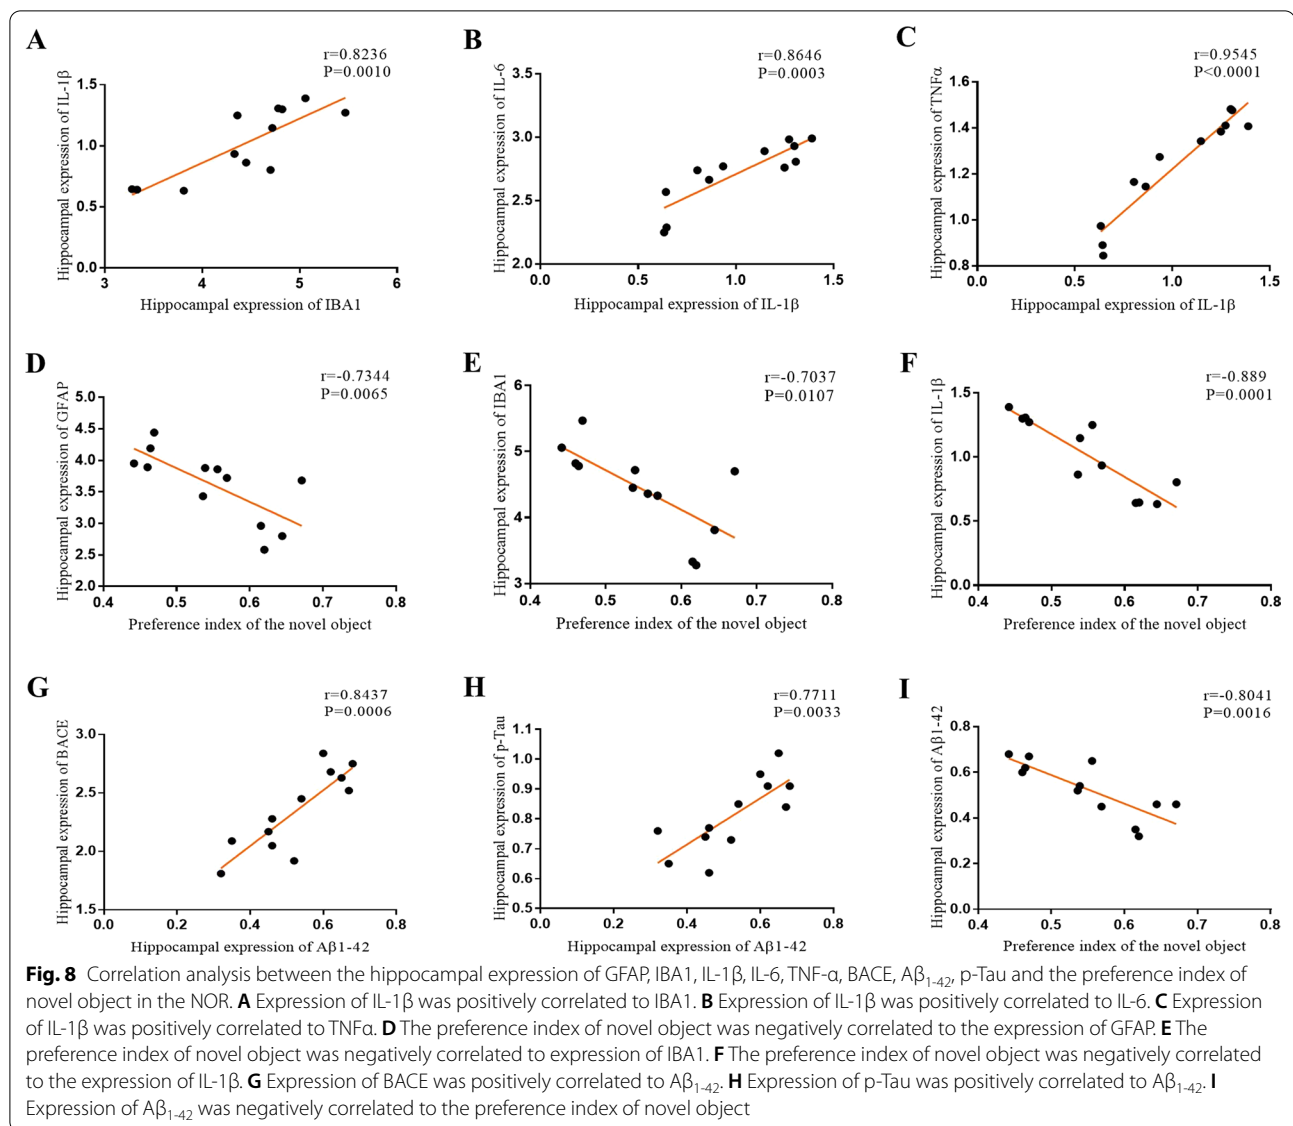 A
r=0.8236
P=0.0010
Hippocampal expression of IL-1β
1.5
1.0
0.5
0.0
3
4
5
6
Hippocampal expression of IBA1
B
r=0.8646
P=0.0003
Hippocampal expression of IL-6
3.5
3.0
2.5
2.0
0.0
0.5
1.0
1.5
Hippocampal expression of IL-1β
C
r=0.9545
P<0.0001
Hippocampal expression of TNFα
1.6
1.4
1.2
1.0
0.8
0.0
0.5
1.0
1.5
Hippocampal expression of IL-1β
D
r=-0.7344
P=0.0065
Hippocampal expression of GFAP
5.0
4.5
4.0
3.5
3.0
2.5
2.0
0.4
0.5
0.6
0.7
0.8
Preference index of the novel object
E
r=-0.7037
P=0.0107
Hippocampal expression of IBA1
6
5
4
3
0.4
0.5
0.6
0.7
0.8
Preference index of the novel object
F
r=-0.889
P=0.0001
Hippocampal expression of IL-1β
1.5
1.0
0.5
0.0
0.4
0.5
0.6
0.7
0.8
Preference index of the novel object
G
r=0.8437
P=0.0006
Hippocampal expression of BACE
3.0
2.5
2.0
1.5
0.0
0.2
0.4
0.6
0.8
Hippocampal expression of Aβ1-42
H
r=0.7711
P=0.0033
Hippocampal expression of p-Tau
1.1
1.0
0.9
0.8
0.7
0.6
0.5
0.0
0.2
0.4
0.6
0.8
Hippocampal expression of Aβ1-42
I
r=-0.8041
P=0.0016
Hippocampal expression of Aβ1-42
0.8
0.6
0.4
0.2
0.0
0.4
0.5
0.6
0.7
0.8
Preference index of the novel object
Fig. 8 Correlation analysis between the hippocampal expression of GFAP, IBA1, IL-1β, IL-6, TNF-α, BACE, Aβ1-42, p-Tau and the preference index of
novel object in the NOR. A Expression of IL-1β was positively correlated to IBA1. B Expression of IL-1β was positively correlated to IL-6. C Expression
of IL-1β was positively correlated to TNFα. D The preference index of novel object was negatively correlated to the expression of GFAP. E The
preference index of novel object was negatively correlated to expression of IBA1. F The preference index of novel object was negatively correlated
to the expression of IL-1β. G Expression of BACE was positively correlated to Aβ1-42. H Expression of p-Tau was positively correlated to Aβ1-42. I
Expression of Aβ1-42 was negatively correlated to the preference index of novel object